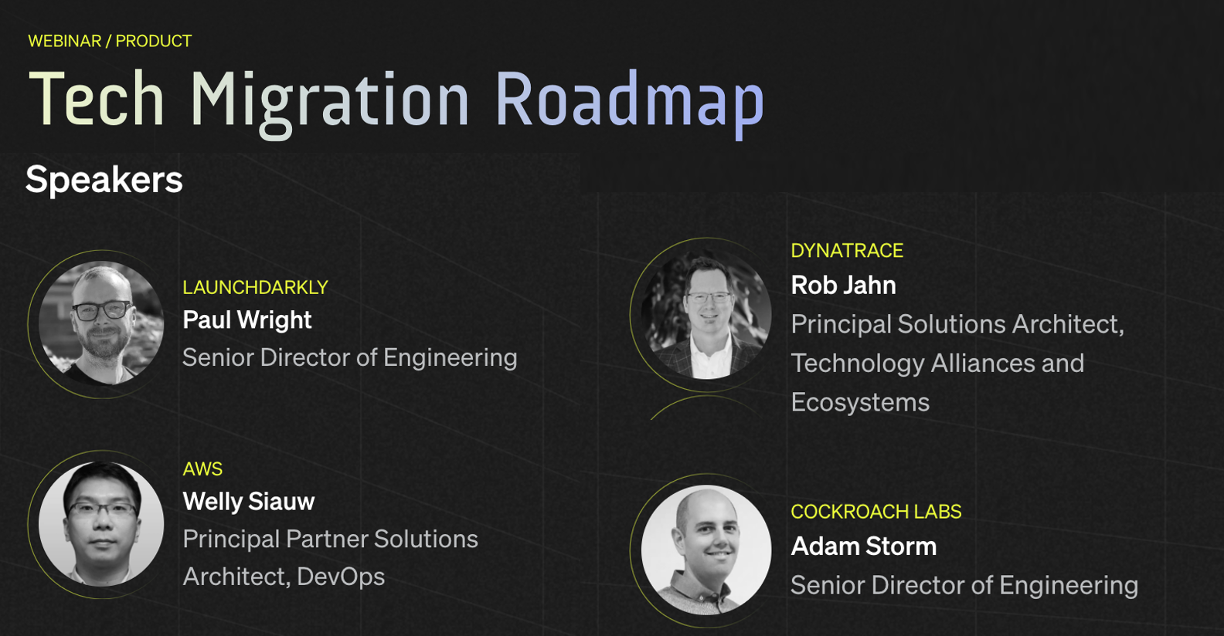 WEBINAR / PRODUCT
Tech Migration Roadmap
Speakers
LAUNCHDARKLY
Paul Wright
Senior Director of Engineering
AWS
Welly Siauw
Principal Partner Solutions
Architect, DevOps
DYNATRACE
Rob Jahn
Principal Solutions Architect,
Technology Alliances and
Ecosystems
COCKROACH LABS
Adam Storm
Senior Director of Engineering